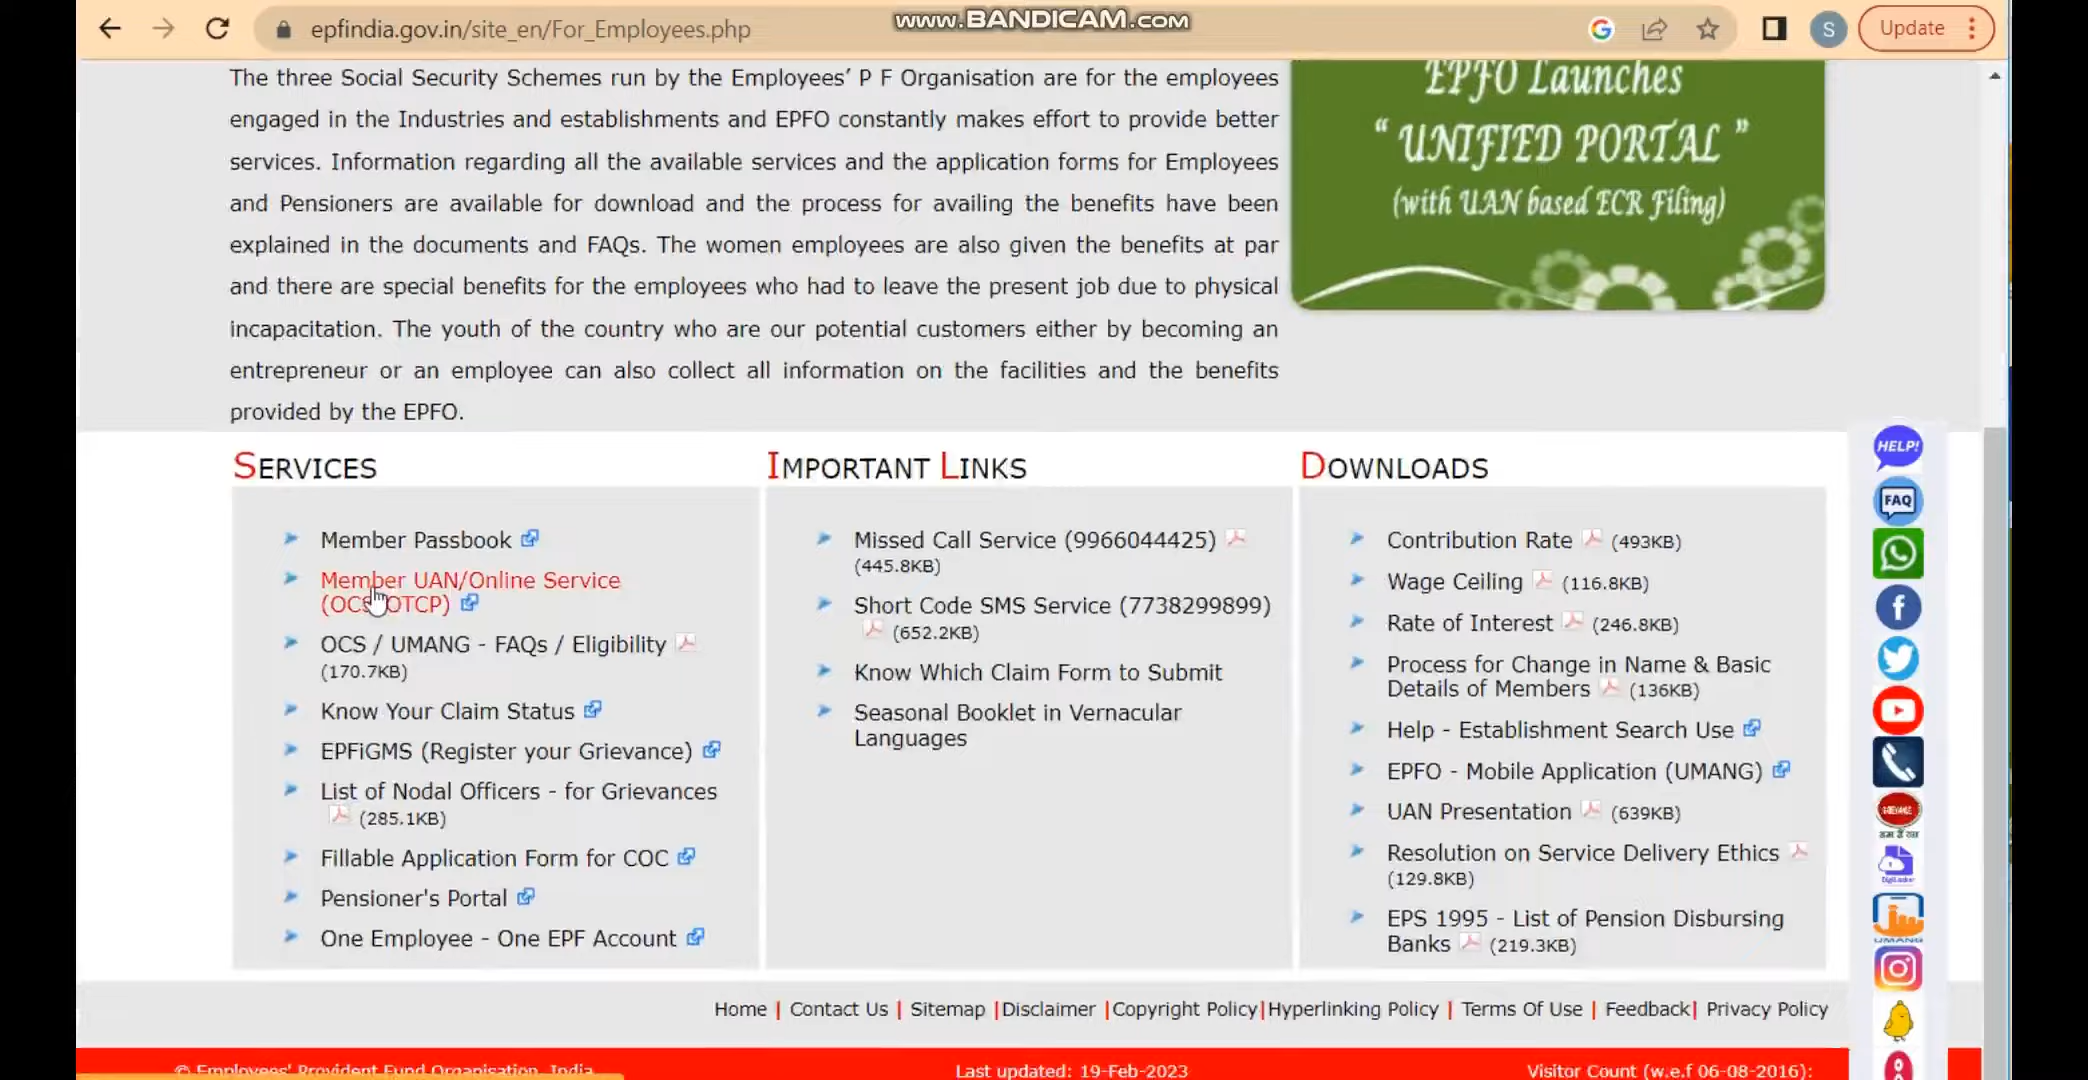 epfindia.gov.in/site_en/For_Employees.php
www.BANDICAM.com
S
Update
The three Social Security Schemes run by the Employees' P F Organisation are for the employees
engaged in the Industries and establishments and EPFO constantly makes effort to provide better
services. Information regarding all the available services and the application forms for Employees
and Pensioners are available for download and the process for availing the benefits have been
explained in the documents and FAQs. The women employees are also given the benefits at par
and there are special benefits for the employees who had to leave the present job due to physical
incapacitation. The youth of the country who are our potential customers either by becoming an
entrepreneur or an employee can also collect all information on the facilities and the benefits
provided by the EPFO.
EPFO Launches
“ UNIFIED PORTAL ”
(with UAN based ECR Filing)
SERVICES
Member Passbook
Member UAN/Online Service
(OCS OTCP)
OCS / UMANG - FAQs / Eligibility
(170.7KB)
Know Your Claim Status
EPFiGMS (Register your Grievance)
List of Nodal Officers - for Grievances
(285.1KB)
Fillable Application Form for COC
Pensioner's Portal
One Employee - One EPF Account
IMPORTANT LINKS
Missed Call Service (9966044425)
(445.8KB)
Short Code SMS Service (7738299899)
(652.2KB)
Know Which Claim Form to Submit
Seasonal Booklet in Vernacular
Languages
DOWNLOADS
Contribution Rate (493KB)
Wage Ceiling (116.8KB)
Rate of Interest (246.8KB)
Process for Change in Name & Basic
Details of Members (136KB)
Help - Establishment Search Use
EPFO - Mobile Application (UMANG)
UAN Presentation (639KB)
Resolution on Service Delivery Ethics
(129.8KB)
EPS 1995 - List of Pension Disbursing
Banks (219.3KB)
HELP!
FAQ
DigiLocker
UMANG
Home | Contact Us | Sitemap |Disclaimer |Copyright Policy|Hyperlinking Policy | Terms Of Use | Feedback| Privacy Policy
© Employees' Provident Fund Organisation, India
Last updated: 19-Feb-2023
Visitor Count (w.e.f 06-08-2016):